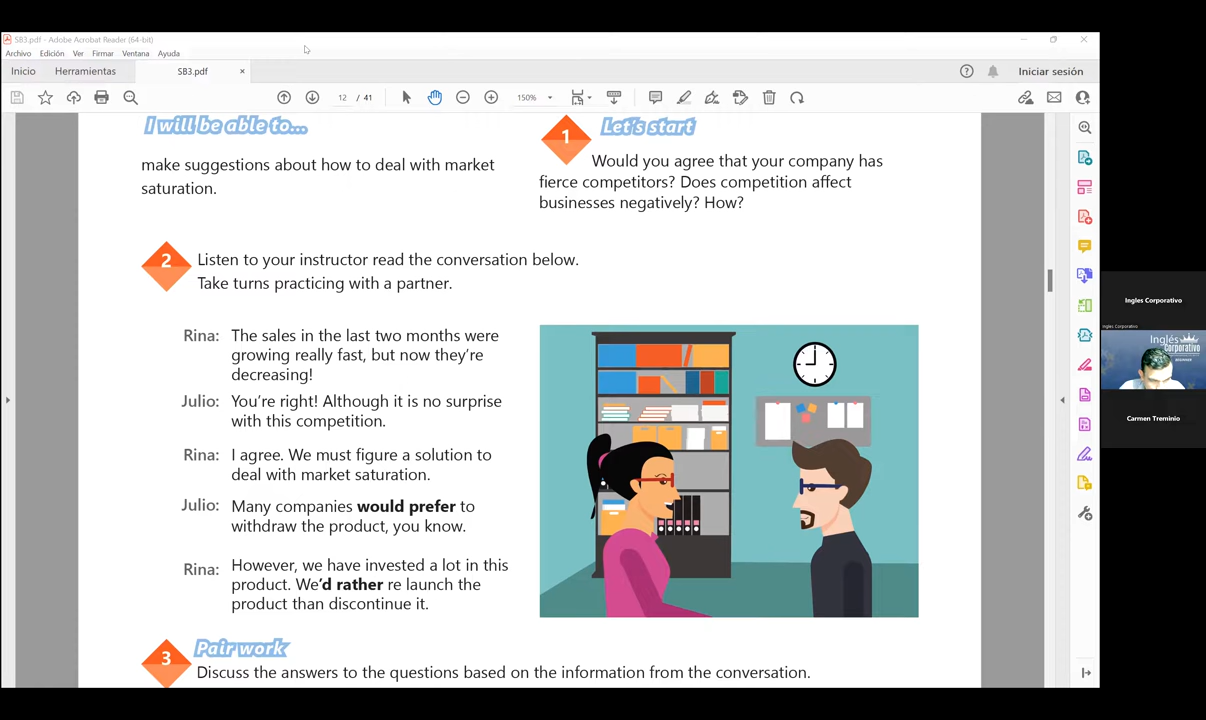 SB3.pdf - Adobe Acrobat Reader (64-bit)
Archivo Edición Ver Firmar Ventana Ayuda
Inicio Herramientas SB3.pdf × Iniciar sesión
12 / 41 150%
I will be able to...
make suggestions about how to deal with market
saturation.
1 Let's start
Would you agree that your company has
fierce competitors? Does competition affect
businesses negatively? How?
2 Listen to your instructor read the conversation below.
Take turns practicing with a partner.
Rina: The sales in the last two months were
growing really fast, but now they're
decreasing!
Julio: You're right! Although it is no surprise
with this competition.
Rina: I agree. We must figure a solution to
deal with market saturation.
Julio: Many companies would prefer to
withdraw the product, you know.
Rina: However, we have invested a lot in this
product. We'd rather re launch the
product than discontinue it.
3 Pair work
Discuss the answers to the questions based on the information from the conversation.
Ingles Corporativo
Ingles Corporativo
Inglés
Corporativo
BEGINNER
Carmen Treminio